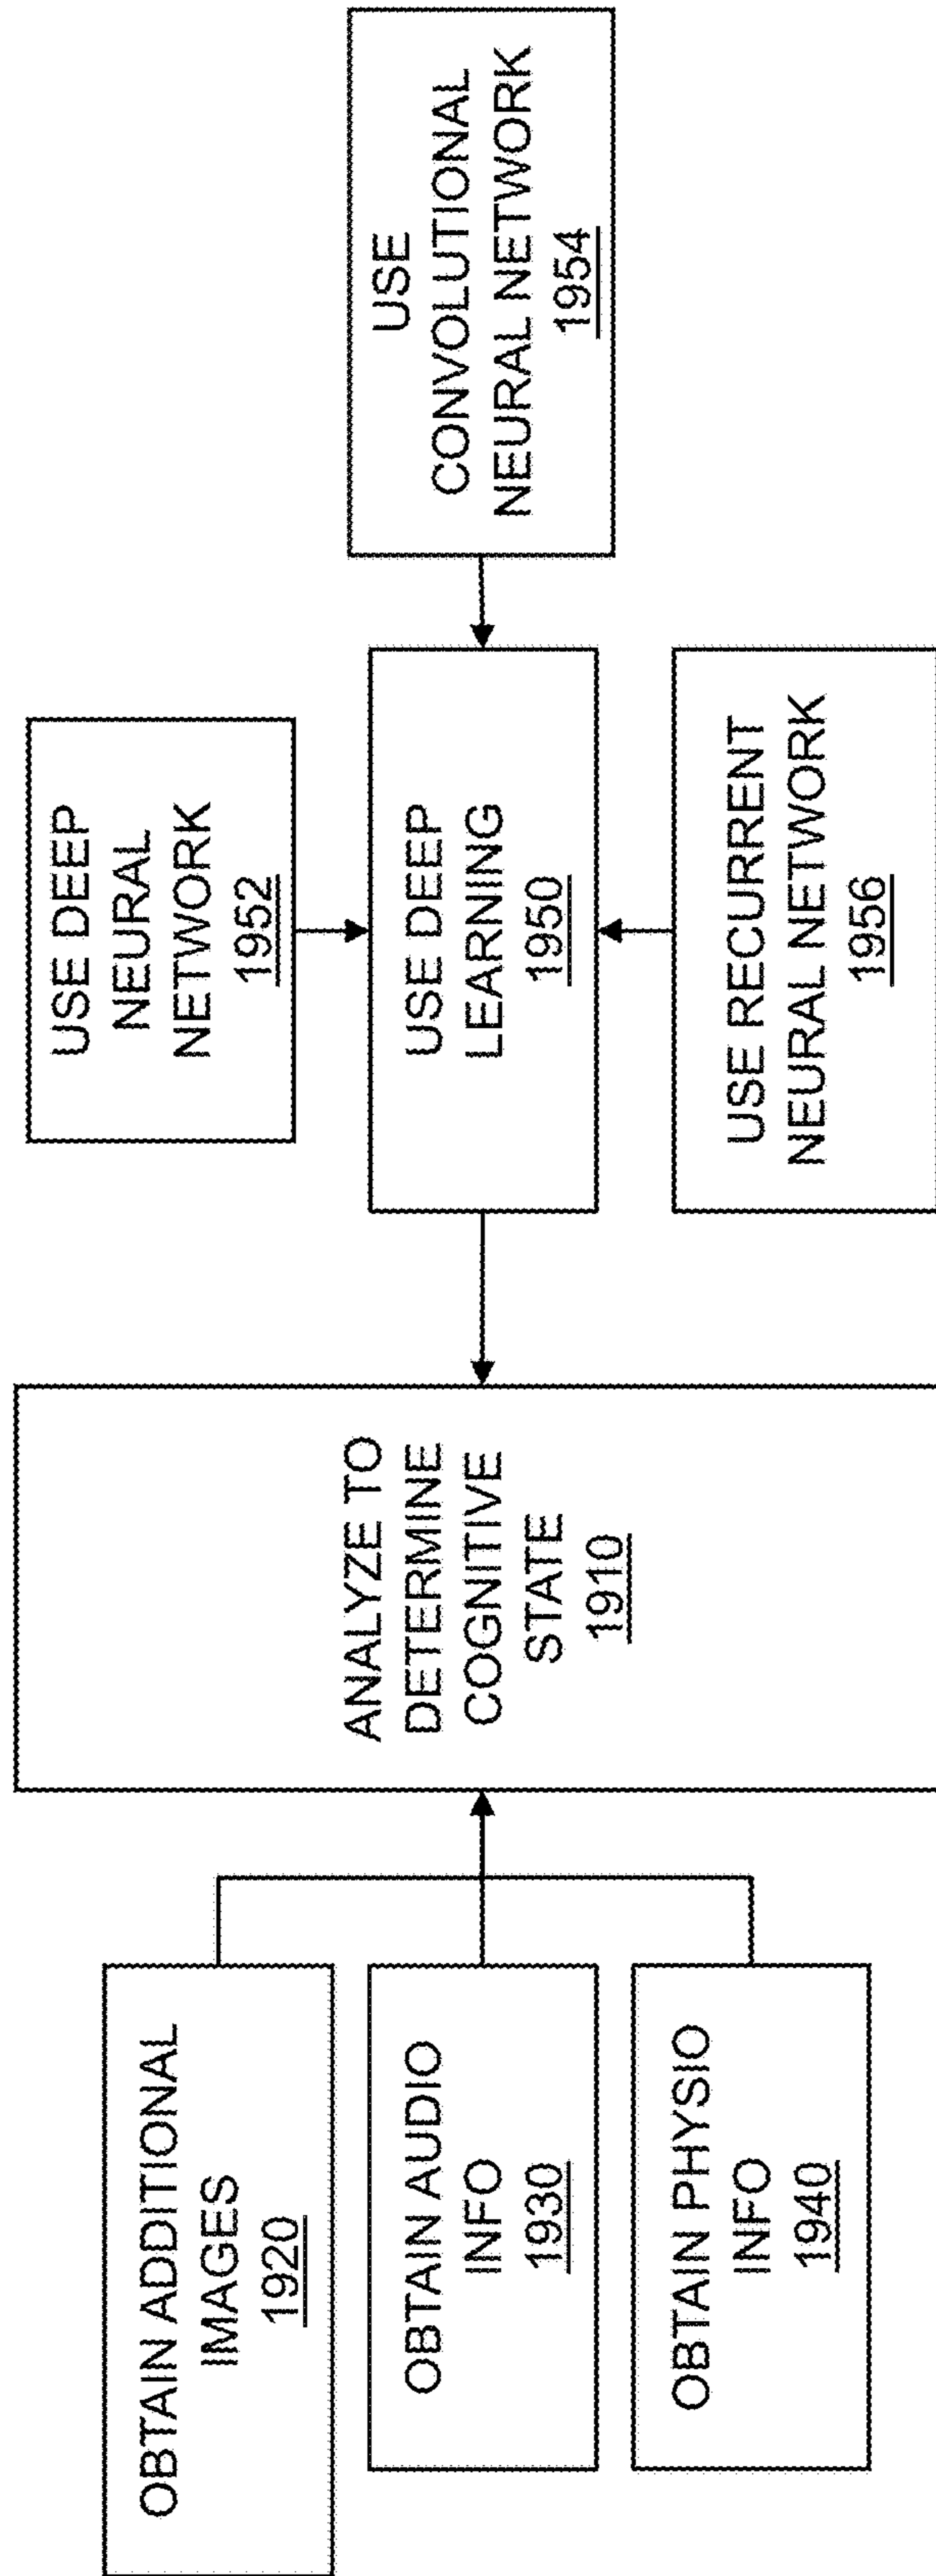 OBTAIN ADDITIONAL
IMAGES
1920
OBTAIN AUDIO
INFO
1930
OBTAIN PHYSIO
INFO
1940
ANALYZE TO
DETERMINE
COGNITIVE
STATE
1910
USE DEEP
NEURAL
NETWORK
1952
USE DEEP
LEARNING
1950
USE RECURRENT
NEURAL NETWORK
1956
USE
CONVOLUTIONAL
NEURAL NETWORK
1954